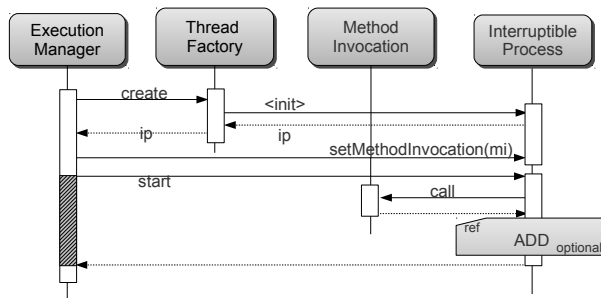 Execution
Manager
Thread
Factory
Method
Invocation
Interruptible
Process
create
<init>
ip
ip
setMethodInvocation(mi)
start
call
ref
ADD
optional